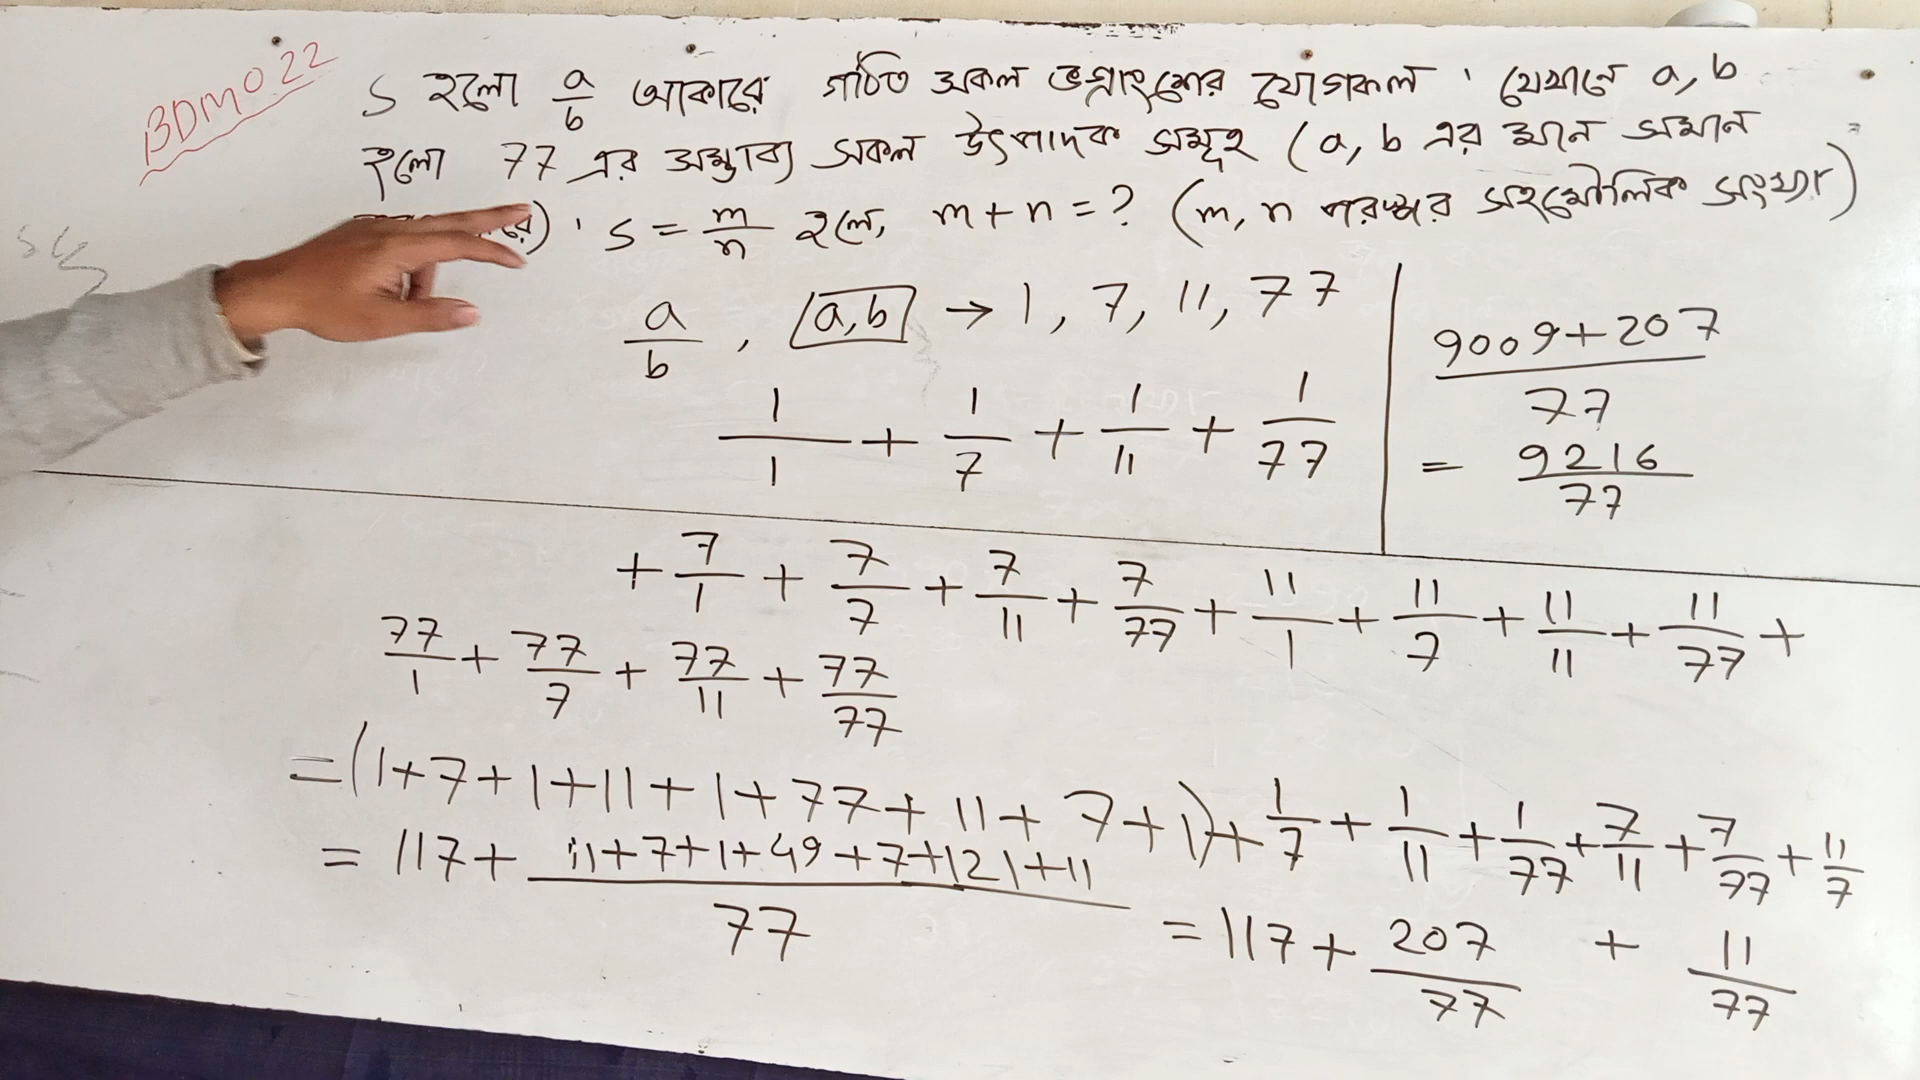 BDMO.22
S হলো a/b আকারে গঠিত সকল ভগ্নাংশের যোগফল । যেখানে a, b
হলো 77 এর সম্ভাব্য সকল উৎপাদক সমূহ (a, b এর মান সমান
রে) । S = m/n হলে, m + n = ? (m, n পরস্পর সহমৌলিক সংখ্যা)
a/b , [a,b] → 1, 7, 11, 77
1/1 + 1/7 + 1/11 + 1/77
9009+207/77
= 9216/77
+ 7/1 + 7/7 + 7/11 + 7/77 + 11/1 + 11/7 + 11/11 + 11/77 +
77/1 + 77/7 + 77/11 + 77/77
= (1+7+1+11+1+77+11+7+1) + 1/7 + 1/11 + 1/77 + 7/11 + 7/77 + 11/7
= 117 + 11+7+1+49+7+121+11/77
+ 11/77
= 117 + 207/77